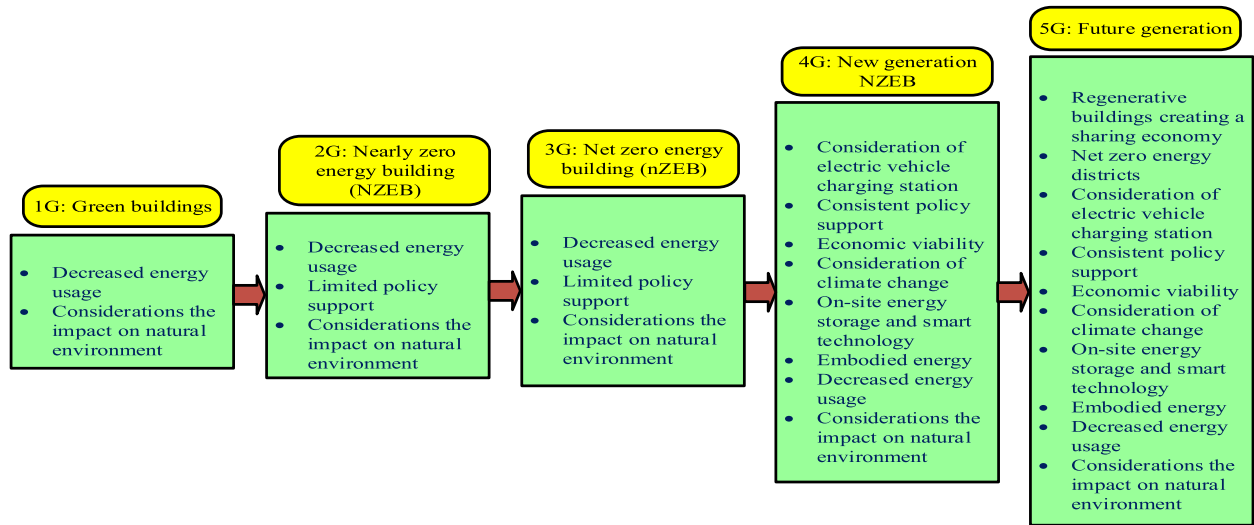 1G: Green buildings
• Decreased energy
usage
• Considerations the
impact on natural
environment
2G: Nearly zero
energy building
(NZEB)
• Decreased energy
usage
• Limited policy
support
• Considerations the
impact on natural
environment
3G: Net zero energy
building (nZEB)
• Decreased energy
usage
• Limited policy
support
• Considerations the
impact on natural
environment
4G: New generation
NZEB
• Consideration of
electric vehicle
charging station
• Consistent policy
support
• Economic viability
• Consideration of
climate change
• On-site energy
storage and smart
technology
• Embodied energy
• Decreased energy
usage
• Considerations the
impact on natural
environment
5G: Future generation
• Regenerative
buildings creating a
sharing economy
• Net zero energy
districts
• Consideration of
electric vehicle
charging station
• Consistent policy
support
• Economic viability
• Consideration of
climate change
• On-site energy
storage and smart
technology
• Embodied energy
• Decreased energy
usage
• Considerations the
impact on natural
environment